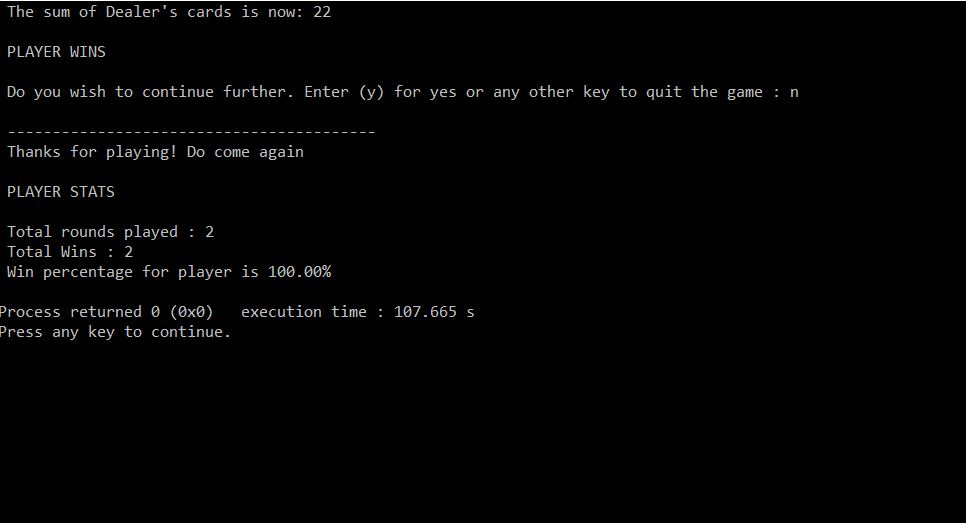 The sum of Dealer's cards is now: 22
PLAYER WINS
Do you wish to continue further. Enter (y) for yes or any other key to quit the game : n
-----------------------------------------
Thanks for playing! Do come again
PLAYER STATS
Total rounds played : 2
Total Wins : 2
Win percentage for player is 100.00%
Process returned 0 (0x0)   execution time : 107.665 s
Press any key to continue.